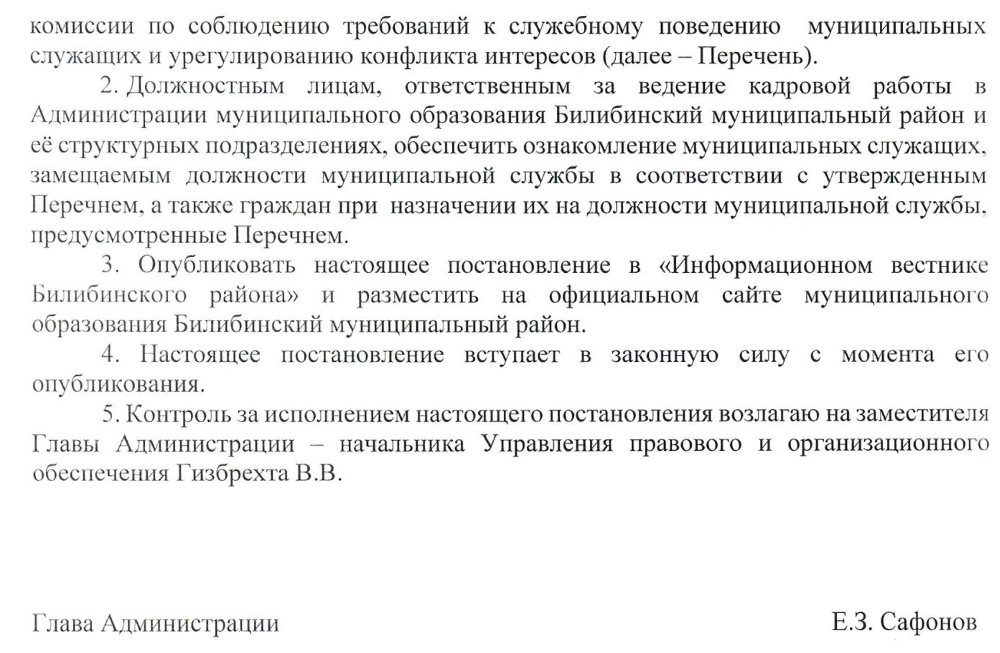 комиссии по соблюдению требований к служебному поведению муниципальных
служащих и урегулированию конфликта интересов (далее – Перечень).
2. Должностным лицам, ответственным за ведение кадровой работы в
Администрации муниципального образования Билибинский муниципальный район и
её структурных подразделениях, обеспечить ознакомление муниципальных служащих,
замещаемым должности муниципальной службы в соответствии с утвержденным
Перечнем, а также граждан при назначении их на должности муниципальной службы,
предусмотренные Перечнем.
3. Опубликовать настоящее постановление в «Информационном вестнике
Билибинского района» и разместить на официальном сайте муниципального
образования Билибинский муниципальный район.
4. Настоящее постановление вступает в законную силу с момента его
опубликования.
5. Контроль за исполнением настоящего постановления возлагаю на заместителя
Главы Администрации – начальника Управления правового и организационного
обеспечения Гизбрехта В.В.
Глава Администрации Е.З. Сафонов